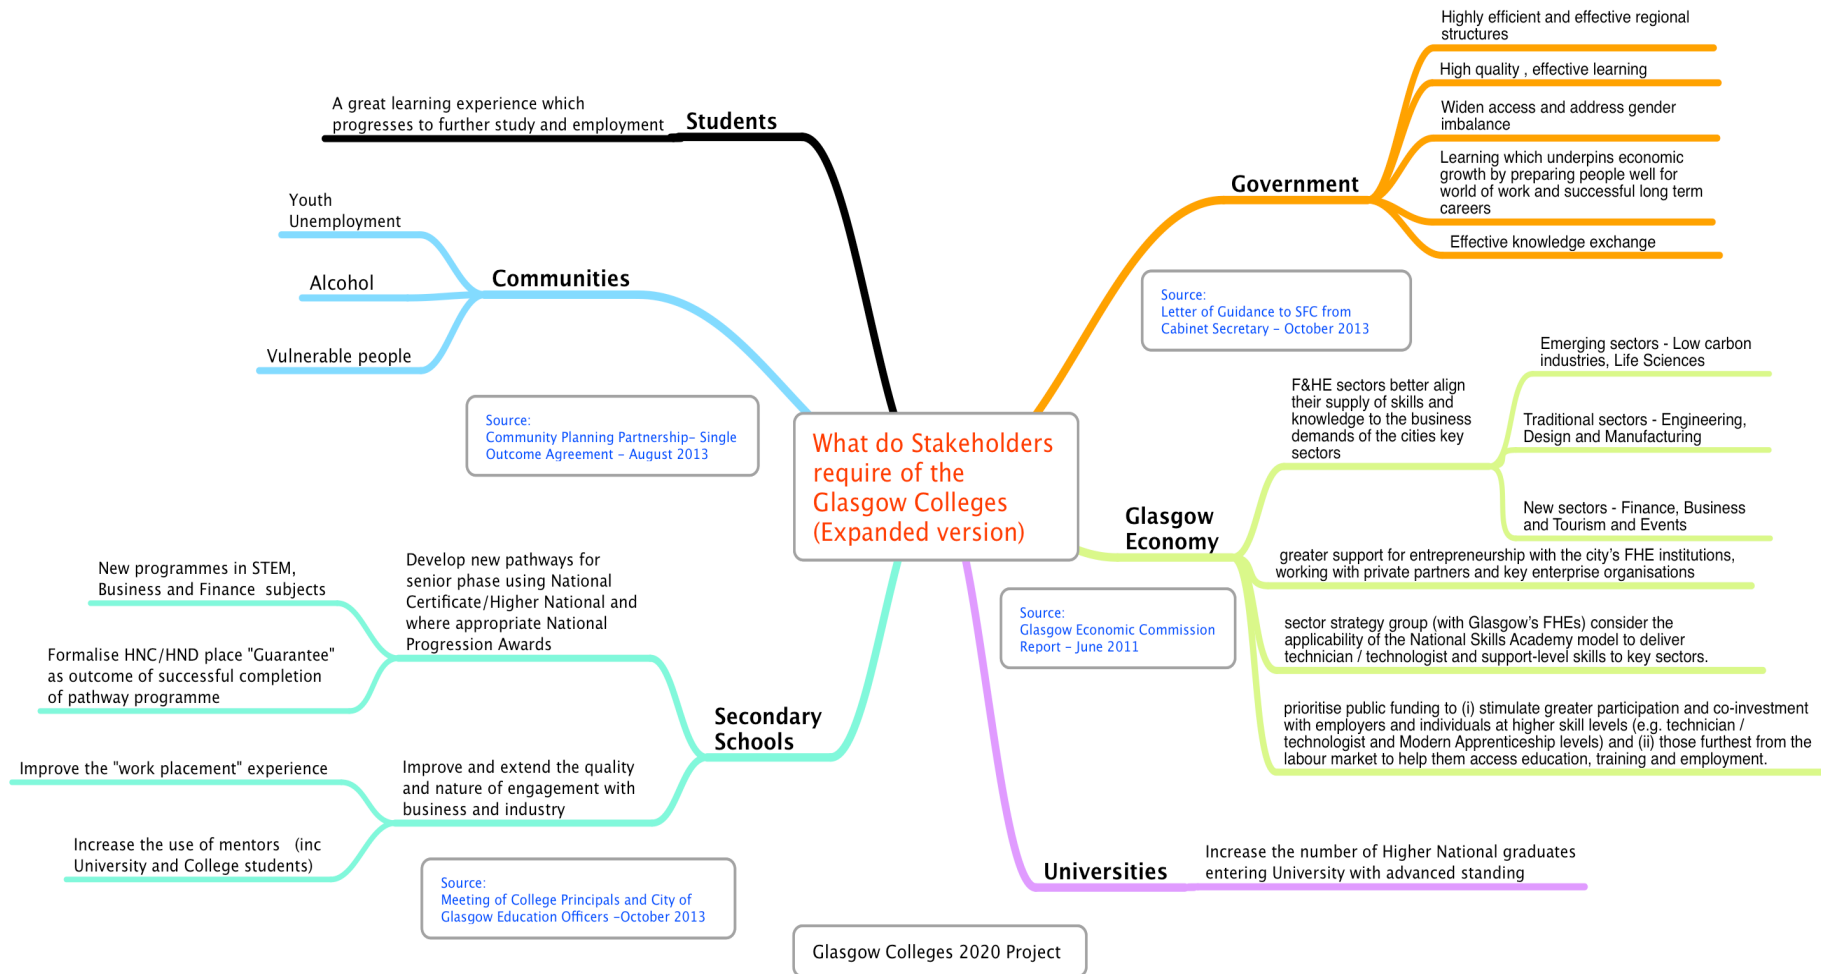 What do Stakeholders
require of the
Glasgow Colleges
(Expanded version)
Students
A great learning experience which
progresses to further study and employment
Communities
Youth
Unemployment
Alcohol
Vulnerable people
Source:
Community Planning Partnership- Single
Outcome Agreement - August 2013
Secondary
Schools
Develop new pathways for
senior phase using National
Certificate/Higher National and
where appropriate National
Progression Awards
New programmes in STEM,
Business and Finance  subjects
Formalise HNC/HND place "Guarantee"
as outcome of successful completion
of pathway programme
Improve and extend the quality
and nature of engagement with
business and industry
Improve the "work placement" experience
Increase the use of mentors   (inc
University and College students)
Source:
Meeting of College Principals and City of
Glasgow Education Officers -October 2013
Government
Highly efficient and effective regional
structures
High quality , effective learning
Widen access and address gender
imbalance
Learning which underpins economic
growth by preparing people well for
world of work and successful long term
careers
Effective knowledge exchange
Source:
Letter of Guidance to SFC from
Cabinet Secretary - October 2013
Glasgow
Economy
F&HE sectors better align
their supply of skills and
knowledge to the business
demands of the cities key
sectors
Emerging sectors - Low carbon
industries, Life Sciences
Traditional sectors - Engineering,
Design and Manufacturing
New sectors - Finance, Business
and Tourism and Events
greater support for entrepreneurship with the city's FHE institutions,
working with private partners and key enterprise organisations
sector strategy group (with Glasgow's FHEs) consider the
applicability of the National Skills Academy model to deliver
technician / technologist and support-level skills to key sectors.
prioritise public funding to (i) stimulate greater participation and co-investment
with employers and individuals at higher skill levels (e.g. technician /
technologist and Modern Apprenticeship levels) and (ii) those furthest from the
labour market to help them access education, training and employment.
Source:
Glasgow Economic Commission
Report - June 2011
Universities
Increase the number of Higher National graduates
entering University with advanced standing
Glasgow Colleges 2020 Project